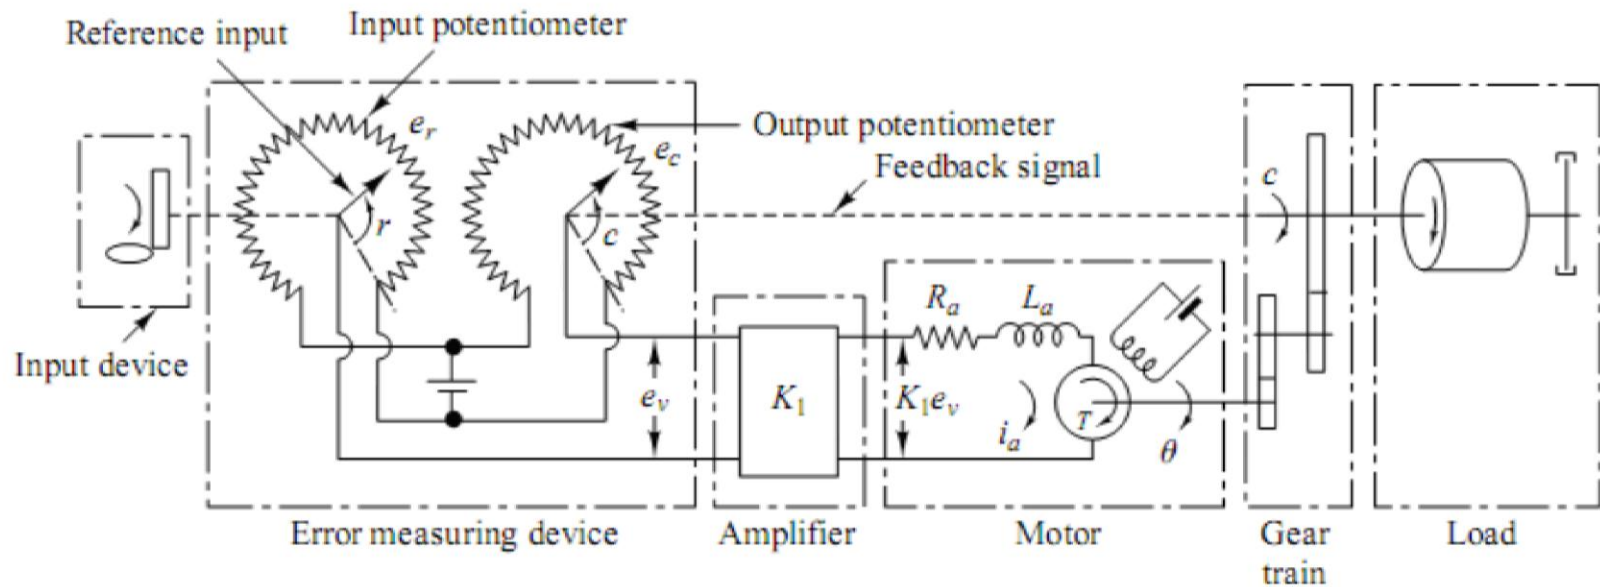 Reference input
Input potentiometer
e_r
Output potentiometer
e_c
Feedback signal
r
c
c
Input device
R_a
L_a
e_v
K_1
K_1e_v
i_a
T
θ
Error measuring device
Amplifier
Motor
Gear
train
Load